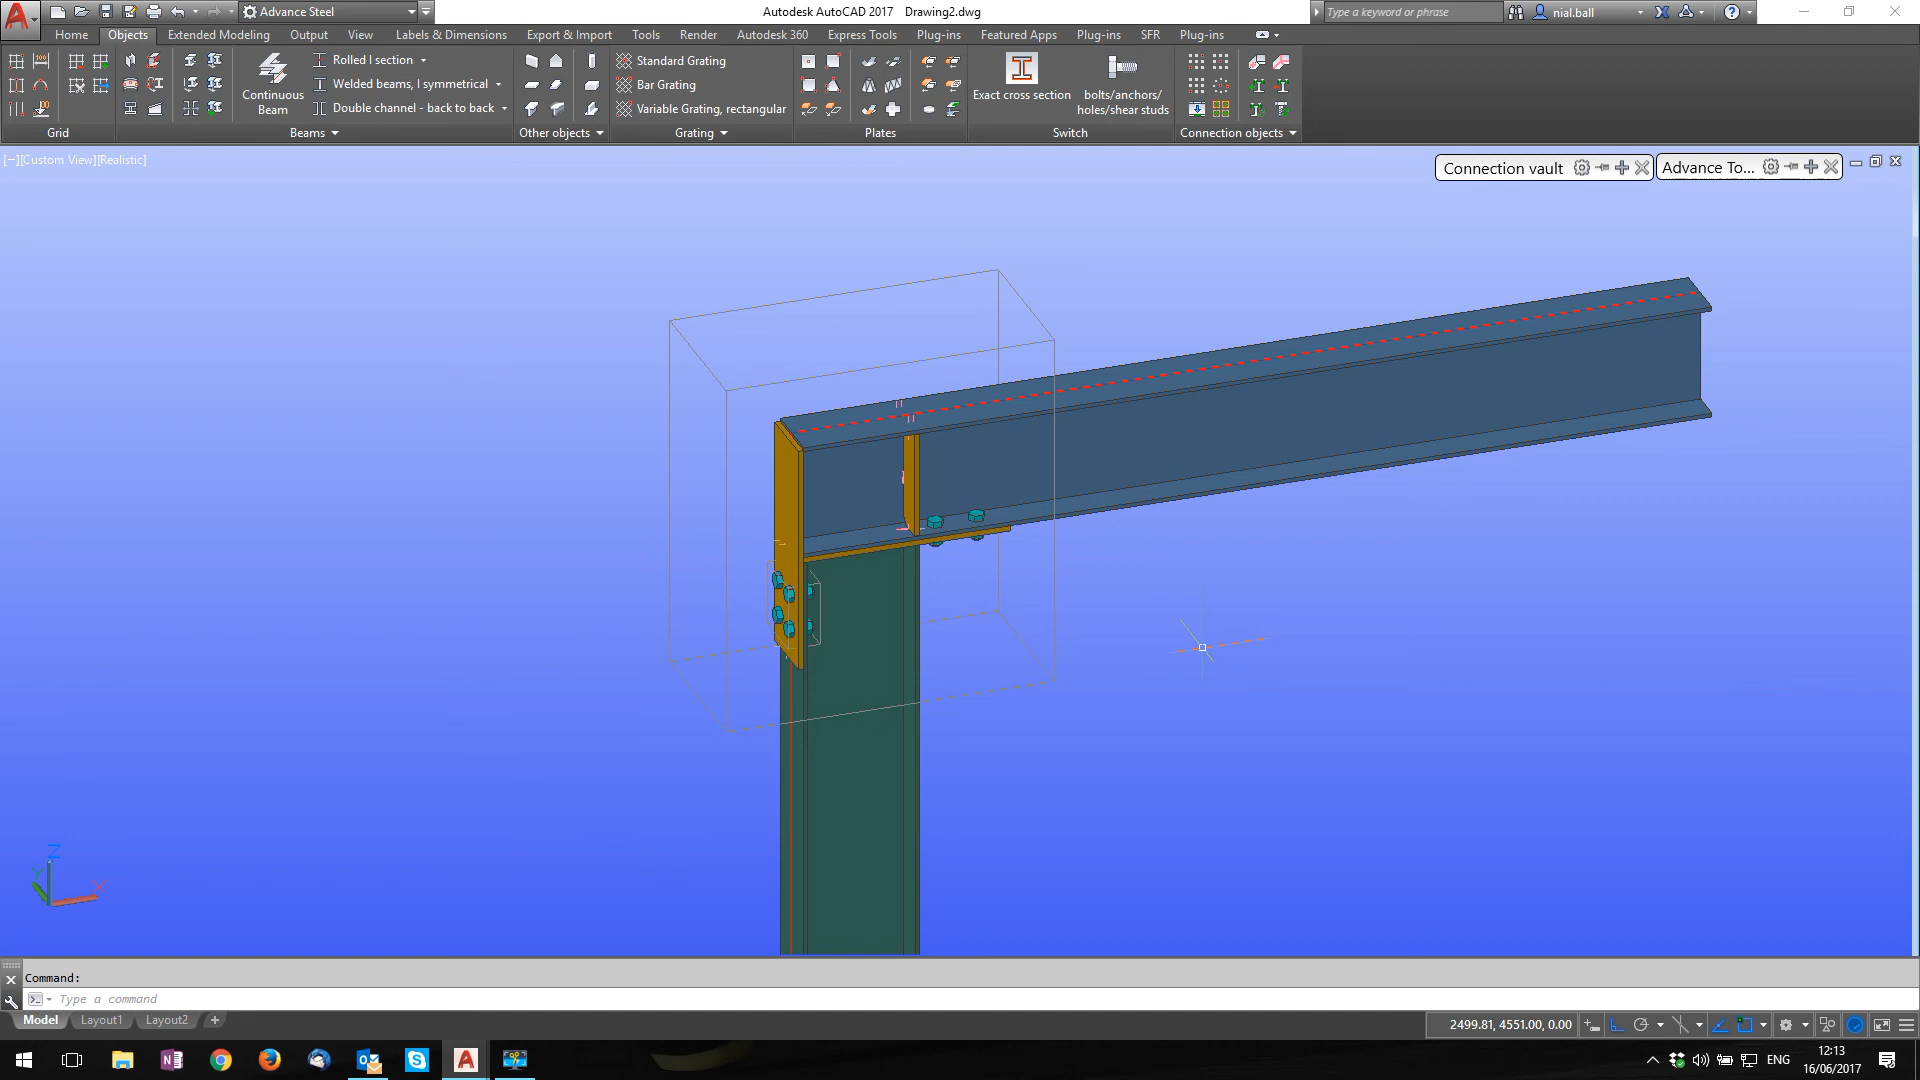 Advance Steel
Autodesk AutoCAD 2017 Drawing2.dwg
Type a keyword or phrase
nial.ball
Home Objects Extended Modeling Output View Labels & Dimensions Export & Import Tools Render Autodesk 360 Express Tools Plug-ins Featured Apps Plug-ins SFR Plug-ins
Continuous Beam
Rolled I section
Welded beams, I symmetrical
Double channel - back to back
Standard Grating
Bar Grating
Variable Grating, rectangular
Exact cross section
bolts/anchors/
holes/shear studs
Grid Beams Other objects Grating Plates Switch Connection objects
[−][Custom View][Realistic]
Connection vault
Advance To...
Z
Y
X
Command:
Type a command
Model Layout1 Layout2 +
2499.81, 4551.00, 0.00
ENG
12:13
16/06/2017